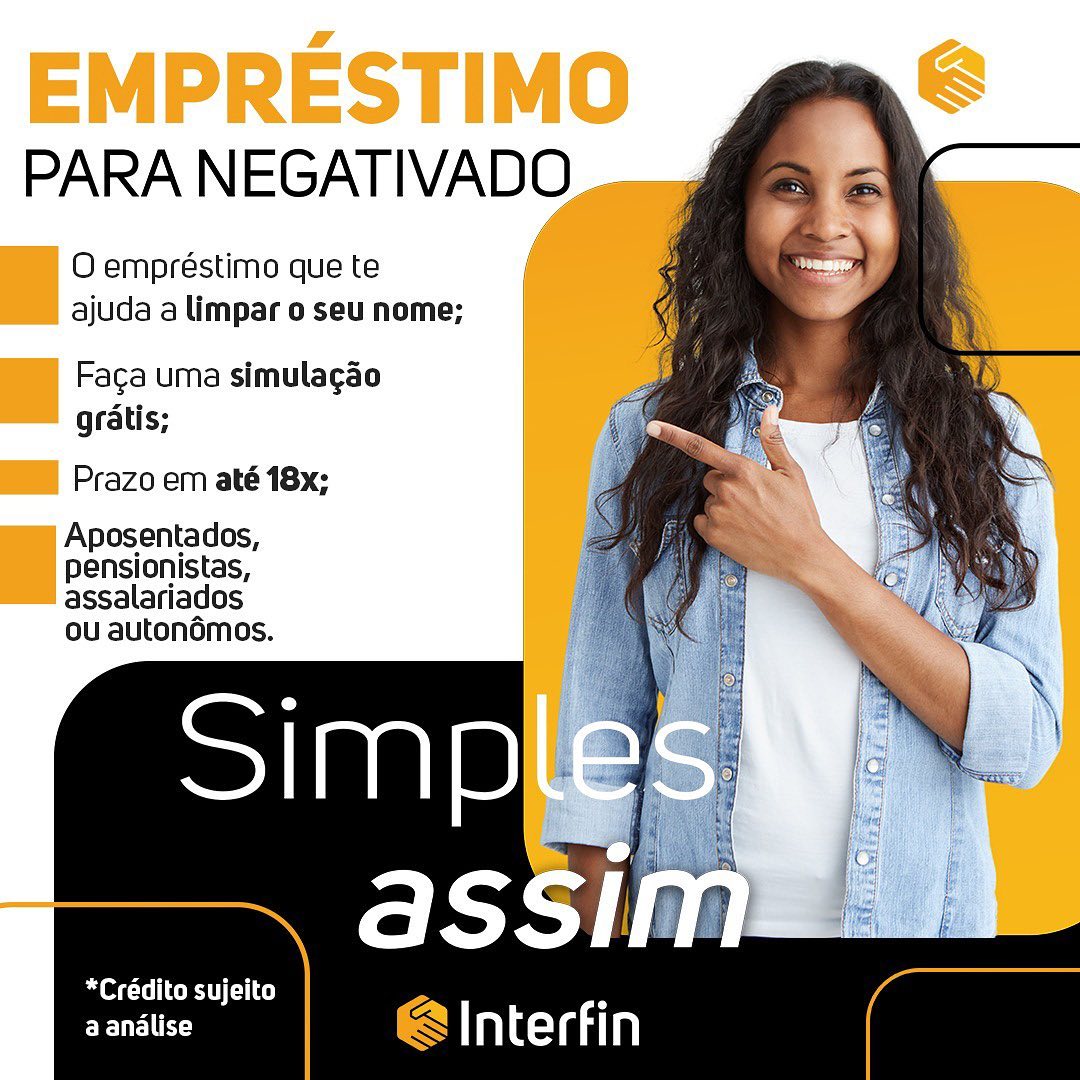 EMPRÉSTIMO
PARA NEGATIVADO
O empréstimo que te
ajuda a limpar o seu nome;
Faça uma simulação
grátis;
Prazo em até 18x;
Aposentados,
pensionistas,
assalariados
ou autonômos.
Simples
assim
*Crédito sujeito
a análise
Interfin